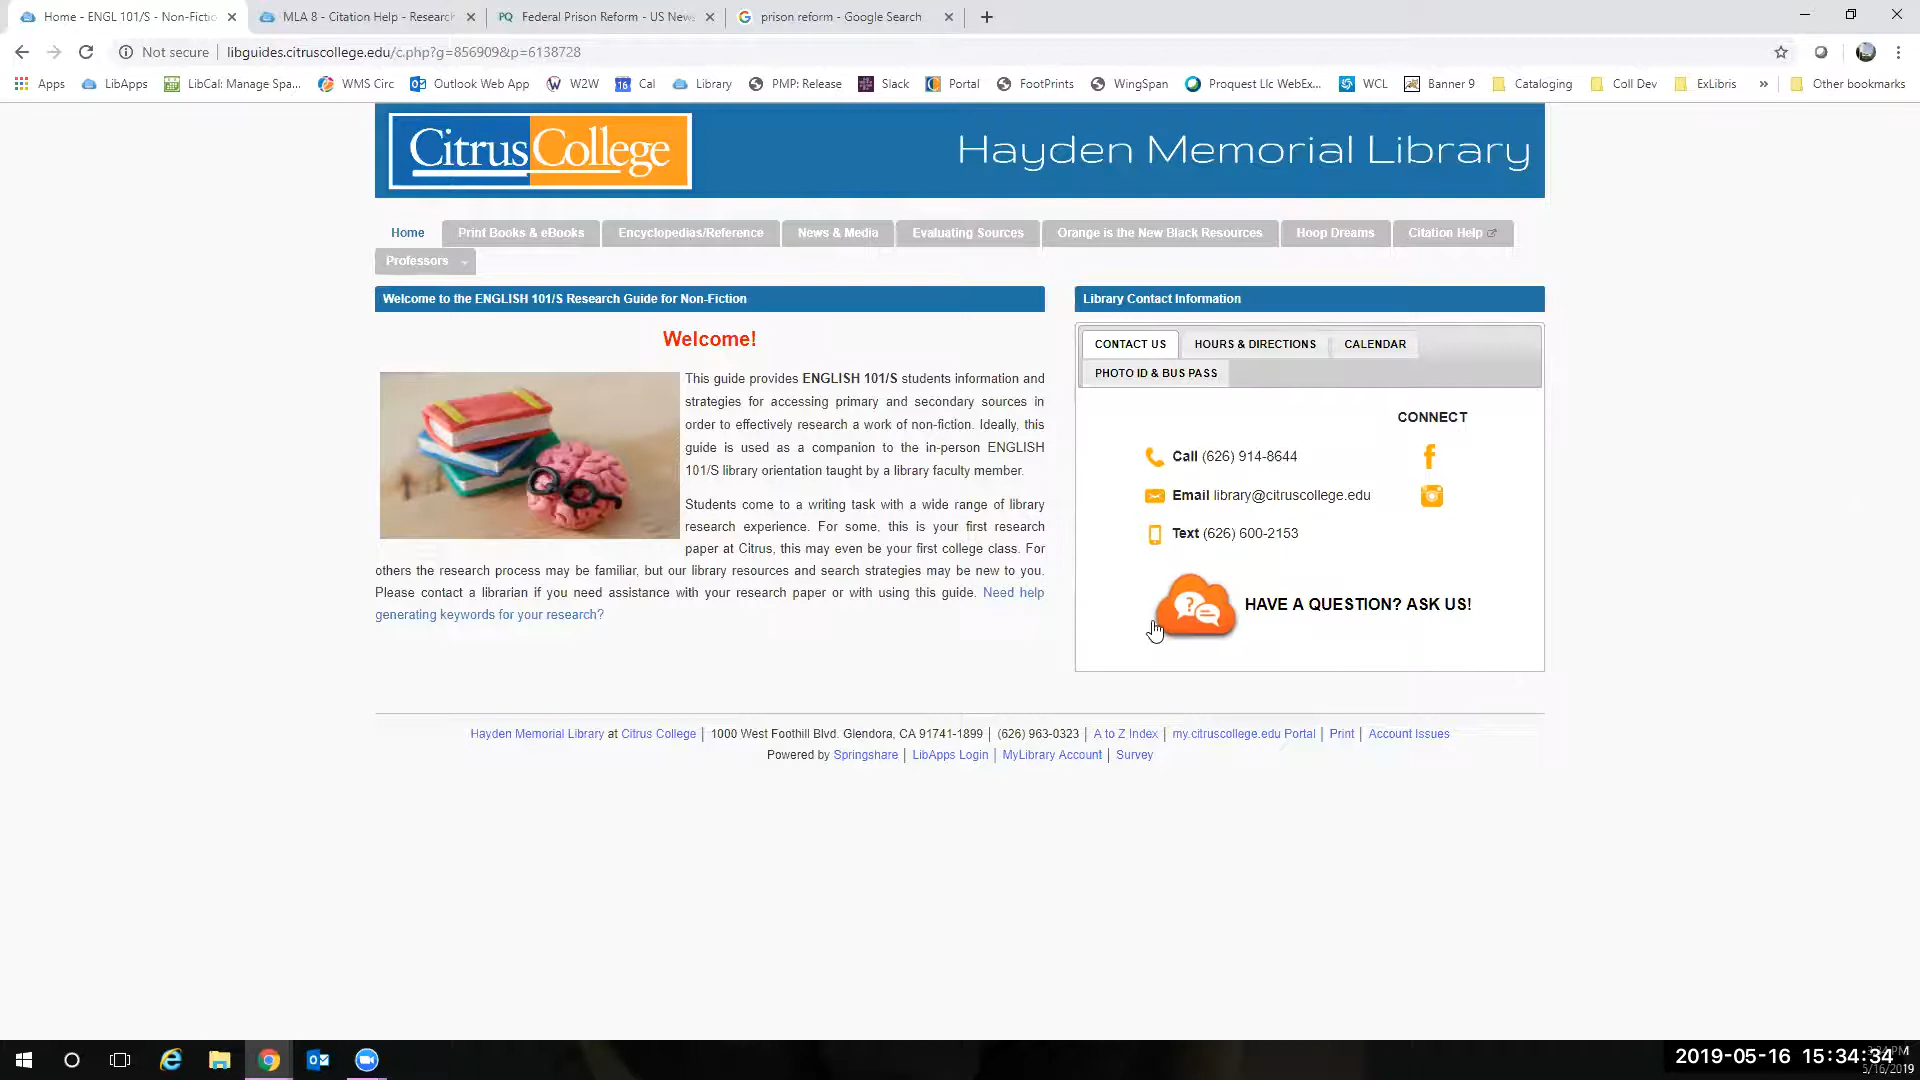 Home - ENGL 101/S - Non-Fictio
MLA 8 - Citation Help - Research
Federal Prison Reform - US News
prison reform - Google Search
Not secure
libguides.citruscollege.edu/c.php?g=856909&p=6138728
Apps
LibApps
LibCal: Manage Spa...
WMS Circ
Outlook Web App
W2W
Cal
Library
PMP: Release
Slack
Portal
FootPrints
WingSpan
Proquest Llc WebEx...
WCL
Banner 9
Cataloging
Coll Dev
ExLibris
»
Other bookmarks
Citrus College
Hayden Memorial Library
Home
Print Books & eBooks
Encyclopedias/Reference
News & Media
Evaluating Sources
Orange is the New Black Resources
Hoop Dreams
Citation Help
Professors
Welcome to the ENGLISH 101/S Research Guide for Non-Fiction
Welcome!
This guide provides ENGLISH 101/S students information and
strategies for accessing primary and secondary sources in
order to effectively research a work of non-fiction. Ideally, this
guide is used as a companion to the in-person ENGLISH
101/S library orientation taught by a library faculty member.
Students come to a writing task with a wide range of library
research experience. For some, this is your first research
paper at Citrus, this may even be your first college class. For
others the research process may be familiar, but our library resources and search strategies may be new to you.
Please contact a librarian if you need assistance with your research paper or with using this guide. Need help
generating keywords for your research?
Library Contact Information
CONTACT US
HOURS & DIRECTIONS
CALENDAR
PHOTO ID & BUS PASS
CONNECT
Call (626) 914-8644
Email library@citruscollege.edu
Text (626) 600-2153
HAVE A QUESTION? ASK US!
Hayden Memorial Library at Citrus College | 1000 West Foothill Blvd. Glendora, CA 91741-1899 | (626) 963-0323 | A to Z Index | my.citruscollege.edu Portal | Print | Account Issues
Powered by Springshare | LibApps Login | MyLibrary Account | Survey
2019-05-16 15:34:34
5/16/2019